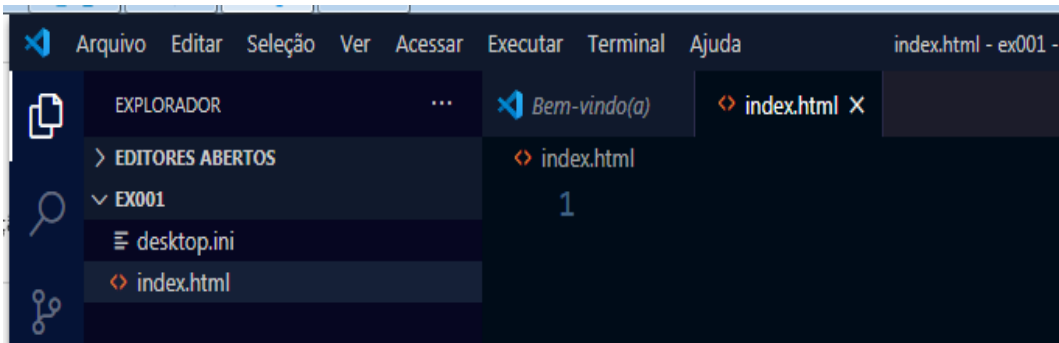 Arquivo Editar Seleção Ver Acessar Executar Terminal Ajuda index.html - ex001 -
EXPLORADOR ... Bem-vindo(a) index.html
EDITORES ABERTOS
index.html
EX001
1
desktop.ini
index.html